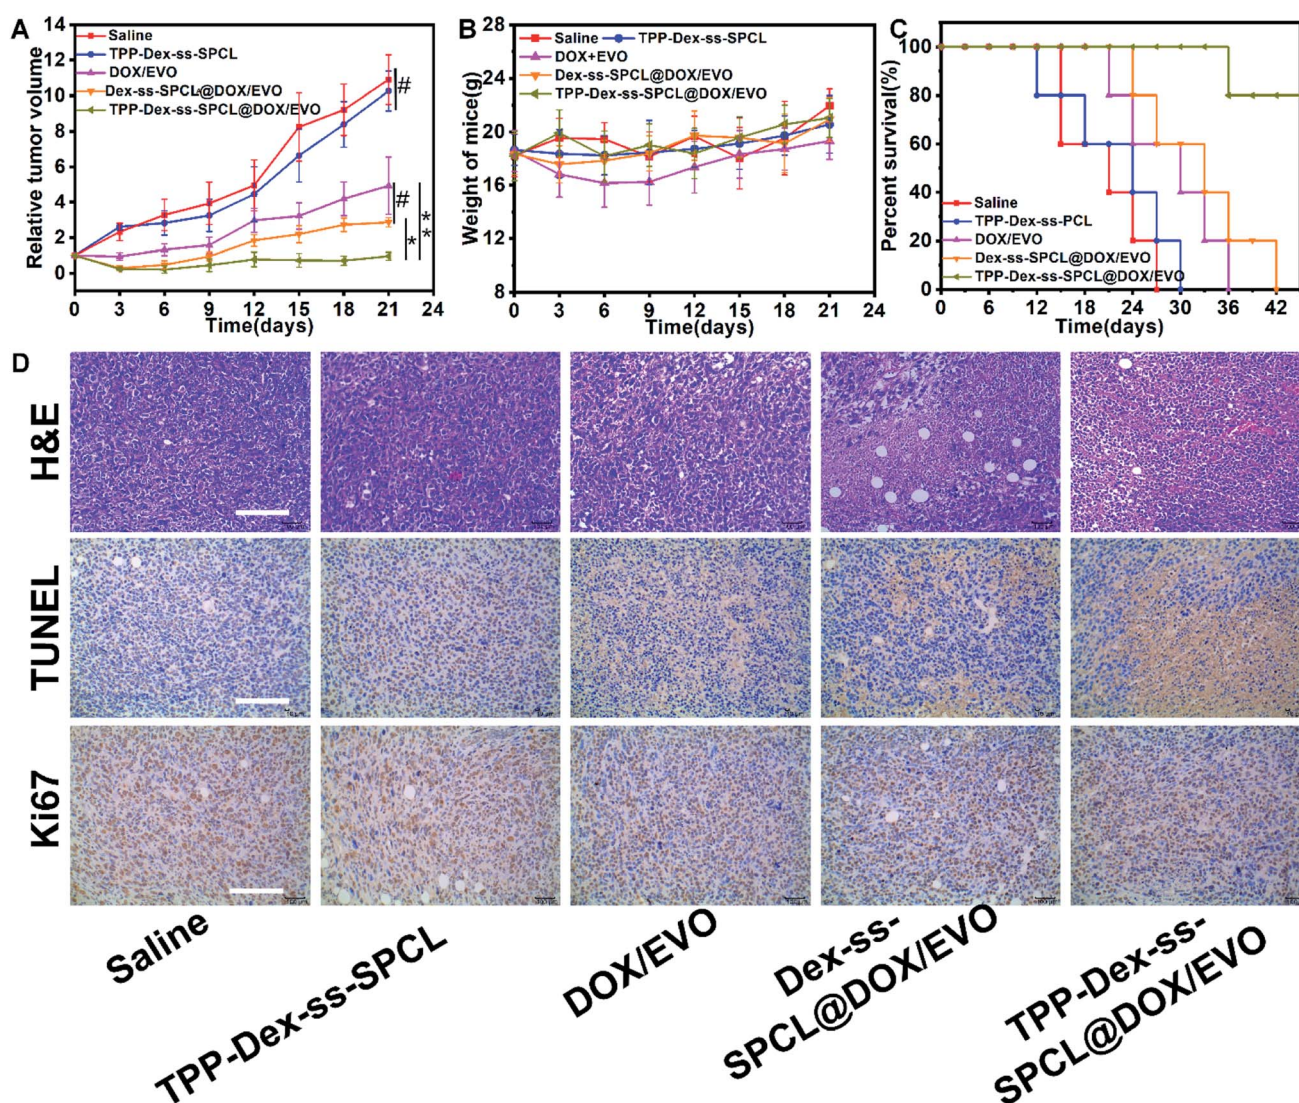 A
Relative tumor volume
14
12
10
8
6
4
2
0
Saline
TPP-Dex-ss-SPCL
DOX/EVO
Dex-ss-SPCL@DOX/EVO
TPP-Dex-ss-SPCL@DOX/EVO
#
#
*
* *
0 3 6 9 12 15 18 21 24
Time(days)
B
Weight of mice(g)
28
24
20
16
12
8
Saline TPP-Dex-ss-SPCL
DOX+EVO
Dex-ss-SPCL@DOX/EVO
TPP-Dex-ss-SPCL@DOX/EVO
0 3 6 9 12 15 18 21 24
Time(days)
C
Percent survival(%)
100
80
60
40
20
0
Saline
TPP-Dex-ss-PCL
DOX/EVO
Dex-ss-SPCL@DOX/EVO
TPP-Dex-ss-SPCL@DOX/EVO
0 6 12 18 24 30 36 42
Time(days)
D
H&E
TUNEL
Ki67
Saline
TPP-Dex-ss-SPCL
DOX/EVO
Dex-ss-
SPCL@DOX/EVO
TPP-Dex-ss-
SPCL@DOX/EVO